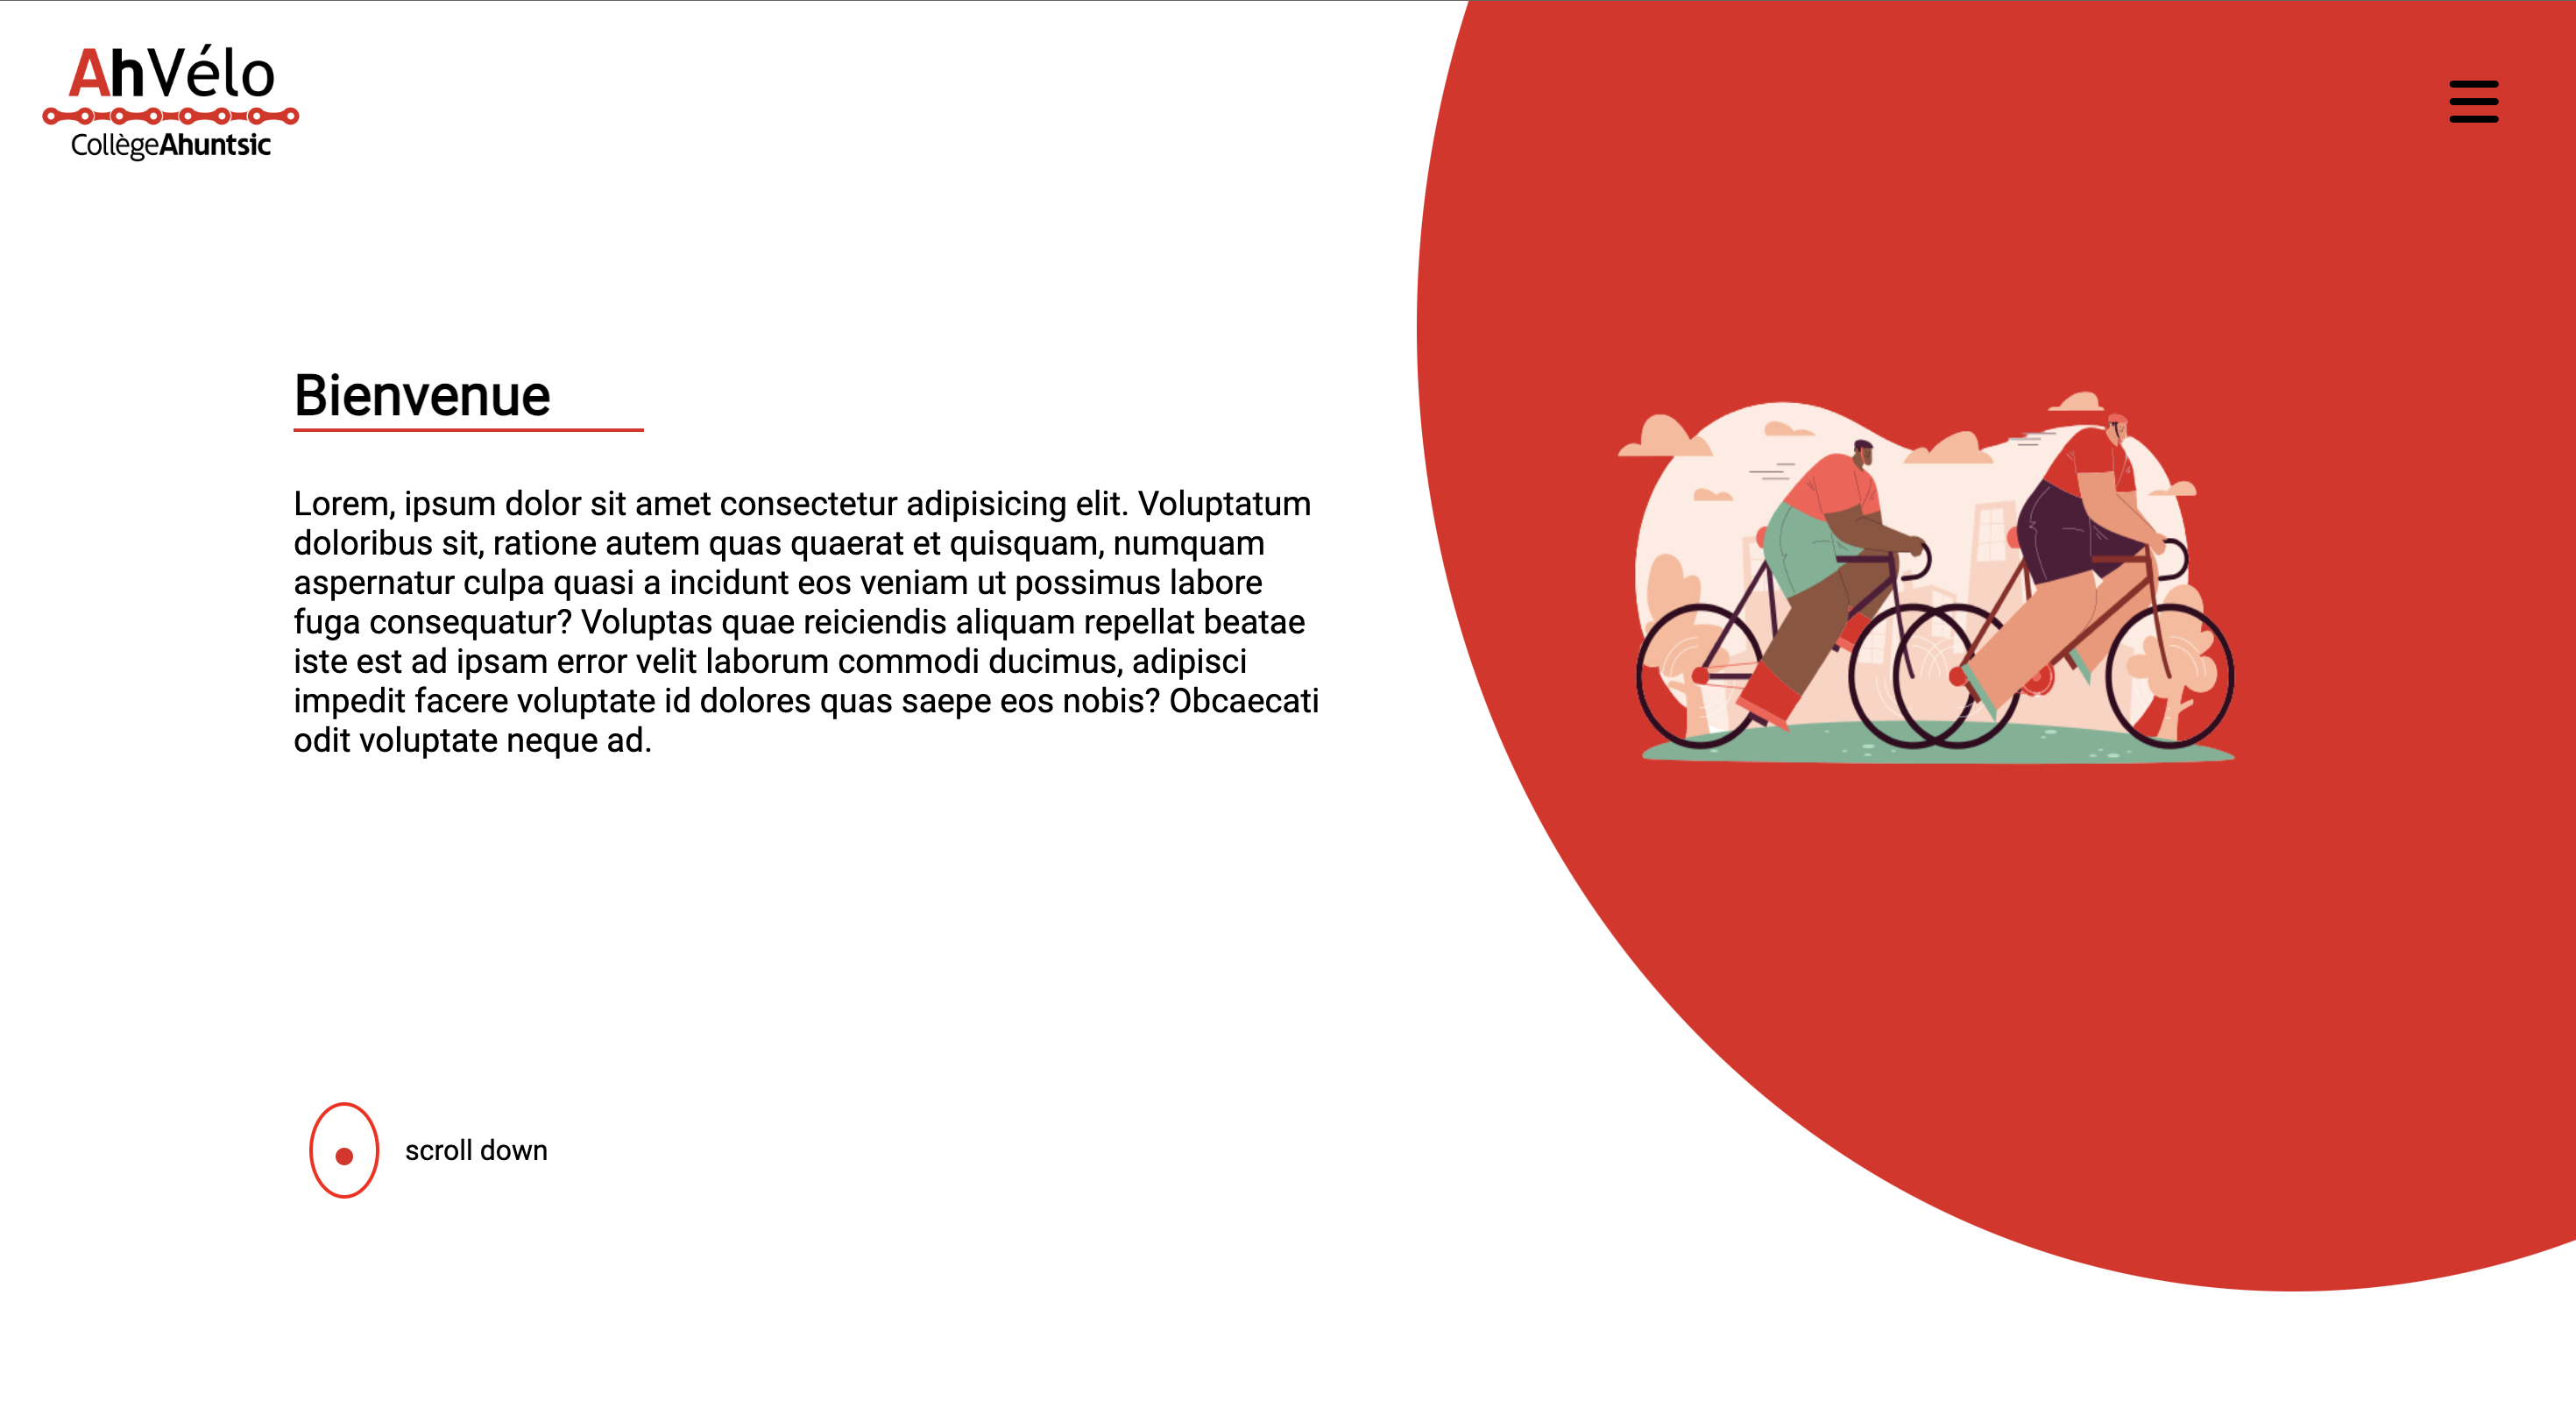 AhVélo
CollègeAhuntsic
Bienvenue
Lorem, ipsum dolor sit amet consectetur adipisicing elit. Voluptatum
doloribus sit, ratione autem quas quaerat et quisquam, numquam
aspernatur culpa quasi a incidunt eos veniam ut possimus labore
fuga consequatur? Voluptas quae reiciendis aliquam repellat beatae
iste est ad ipsam error velit laborum commodi ducimus, adipisci
impedit facere voluptate id dolores quas saepe eos nobis? Obcaecati
odit voluptate neque ad.
scroll down